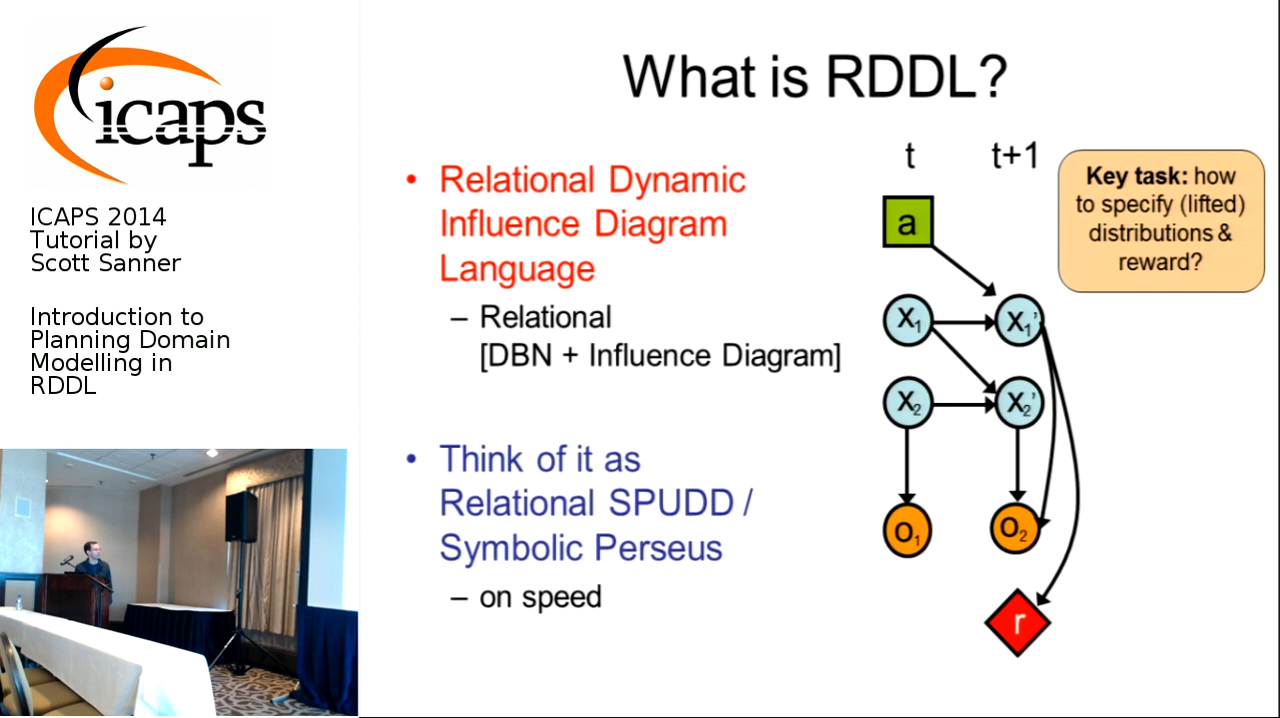 icaps
ICAPS 2014
Tutorial by
Scott Sanner
Introduction to
Planning Domain
Modelling in
RDDL
What is RDDL?
• Relational Dynamic
Influence Diagram
Language
– Relational
[DBN + Influence Diagram]
• Think of it as
Relational SPUDD /
Symbolic Perseus
– on speed
t
t+1
a
X₁
X₁'
X₂
X₂'
O₁
O₂
r
Key task: how
to specify (lifted)
distributions &
reward?